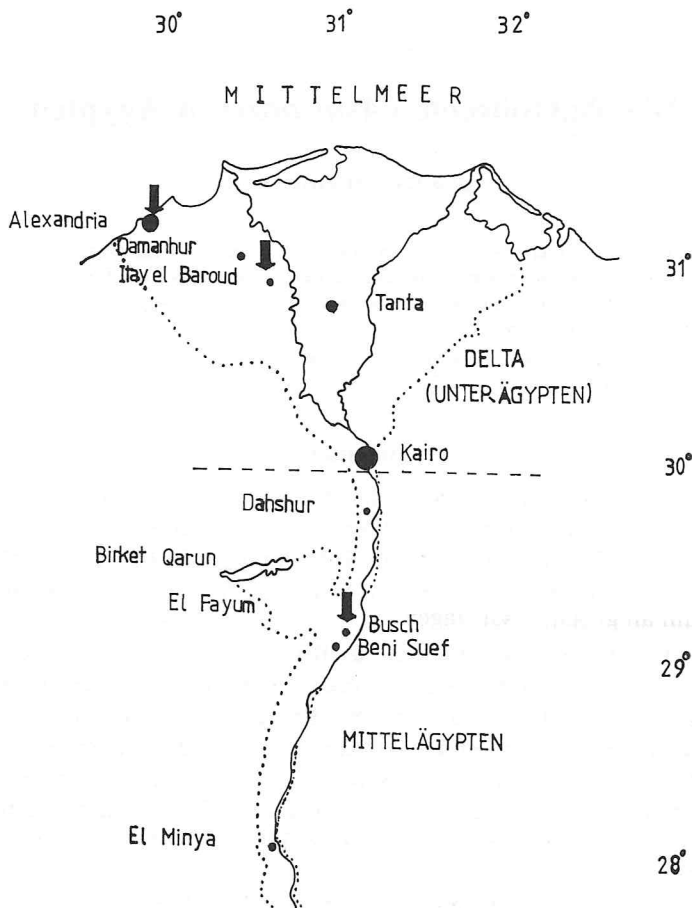 30° 31° 32°
MITTELMEER
Alexandria
Damanhur
Itay el Baroud
31°
Tanta
DELTA
(UNTERÄGYPTEN)
Kairo
30°
Dahshur
Birket Qarun
El Fayum
Busch
Beni Suef
29°
MITTELÄGYPTEN
El Minya
28°